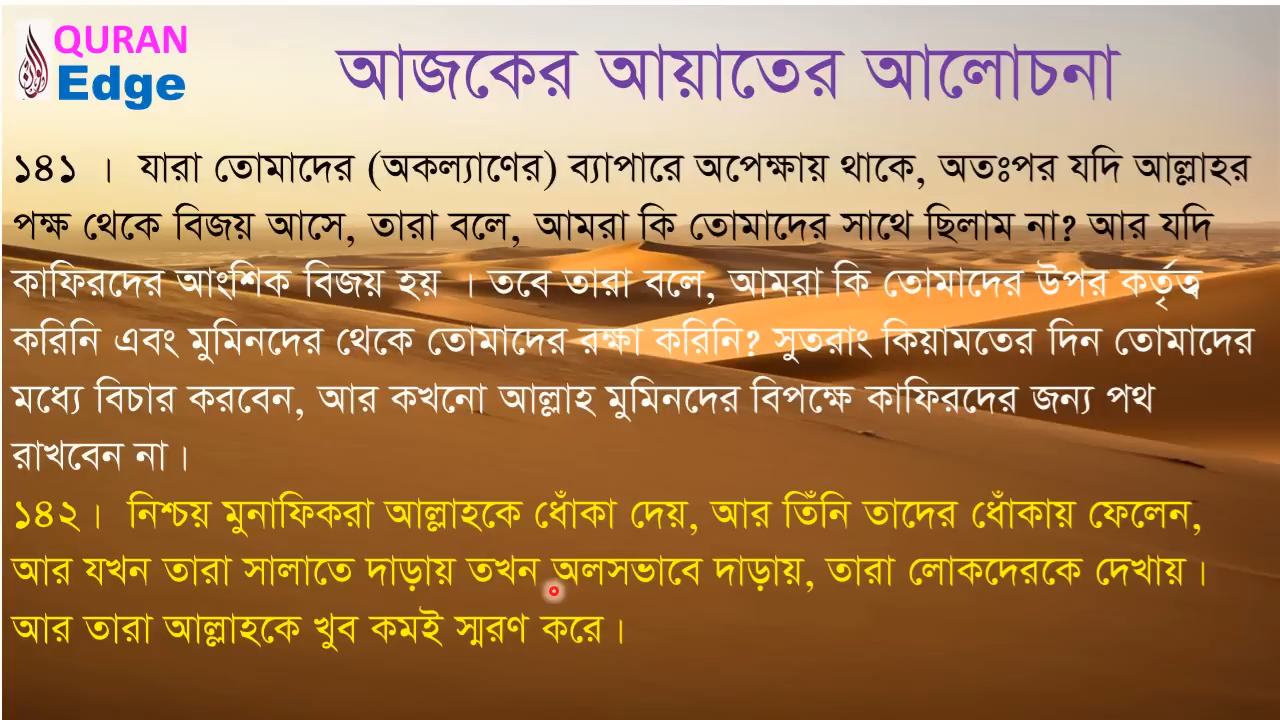 QURAN
Edge
আজকের আয়াতের আলোচনা
১৪১ । যারা তোমাদের (অকল্যাণের) ব্যাপারে অপেক্ষায় থাকে, অতঃপর যদি আল্লাহর
পক্ষ থেকে বিজয় আসে, তারা বলে, আমরা কি তোমাদের সাথে ছিলাম না? আর যদি
কাফিরদের আংশিক বিজয় হয় । তবে তারা বলে, আমরা কি তোমাদের উপর কর্তৃত্ব
করিনি এবং মুমিনদের থেকে তোমাদের রক্ষা করিনি? সুতরাং কিয়ামতের দিন তোমাদের
মধ্যে বিচার করবেন, আর কখনো আল্লাহ মুমিনদের বিপক্ষে কাফিরদের জন্য পথ
রাখবেন না।
১৪২। নিশ্চয় মুনাফিকরা আল্লাহকে ধোঁকা দেয়, আর তিঁনি তাদের ধোঁকায় ফেলেন,
আর যখন তারা সালাতে দাড়ায় তখন অলসভাবে দাড়ায়, তারা লোকদেরকে দেখায়।
আর তারা আল্লাহকে খুব কমই স্মরণ করে।